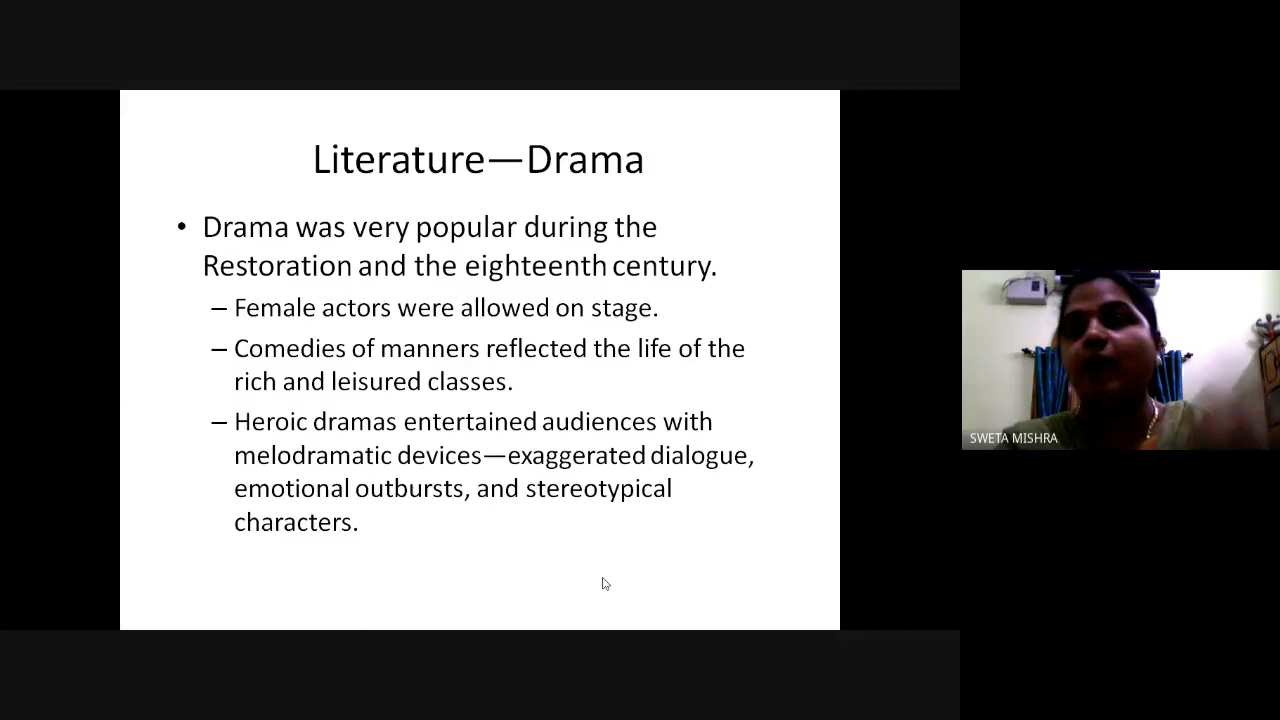 Literature—Drama
• Drama was very popular during the
Restoration and the eighteenth century.
– Female actors were allowed on stage.
– Comedies of manners reflected the life of the
rich and leisured classes.
– Heroic dramas entertained audiences with
melodramatic devices—exaggerated dialogue,
emotional outbursts, and stereotypical
characters.
SWETA MISHRA